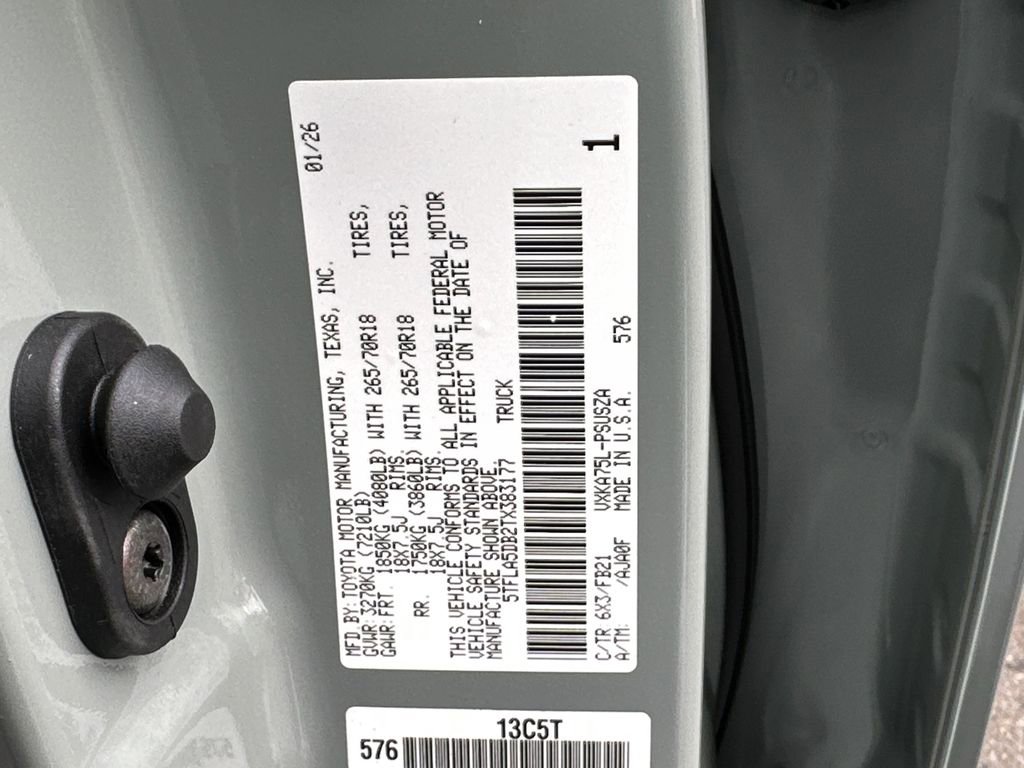 MFD BY:TOYOTA MOTOR MANUFACTURING, TEXAS, INC. 01/26
GVWR:3270KG (7210LB)
GAWR:FRT. 1850KG (4080LB) WITH 265/70R18 TIRES,
18X7.5J RIMS.
RR. 1750KG (3860LB) WITH 265/70R18 TIRES,
18X7.5J RIMS.
THIS VEHICLE CONFORMS TO ALL APPLICABLE FEDERAL MOTOR
VEHICLE SAFETY STANDARDS IN EFFECT ON THE DATE OF
MANUFACTURE SHOWN ABOVE.
5TFLA5DB2TX383177 TRUCK
1
C/TR 6X3/FB21 VXKA75L-PSUSZA 576
A/TM: /AJA0F MADE IN U.S.A.
13C5T
576